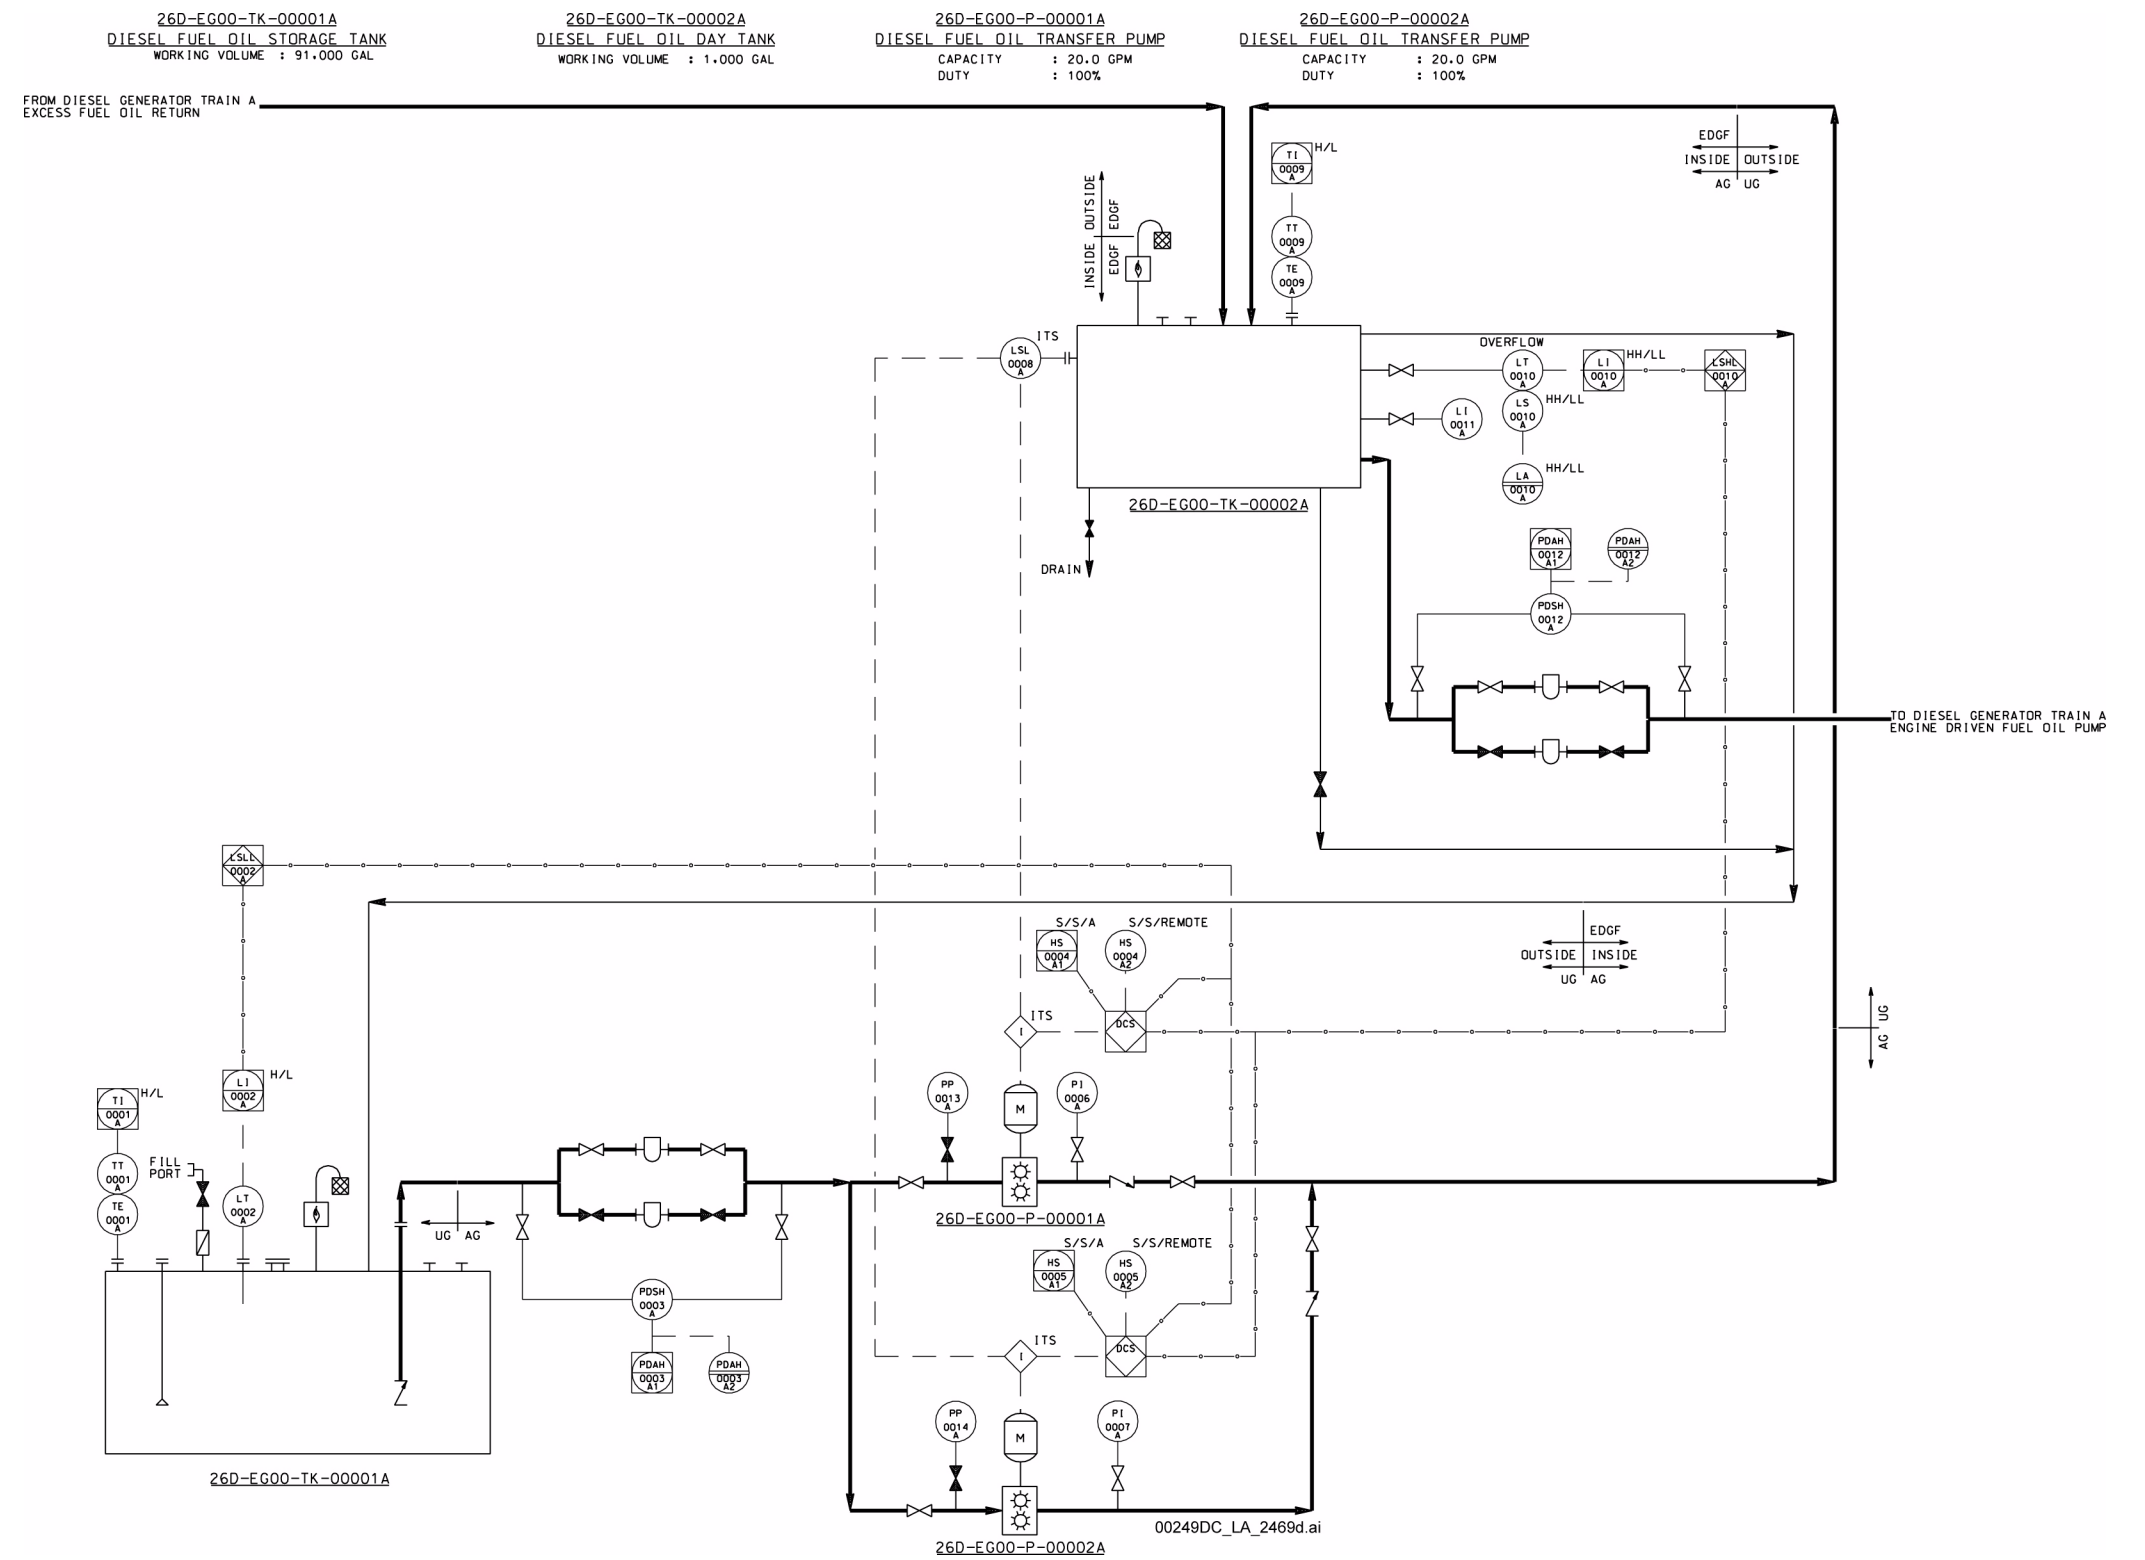 26D-EG00-TK-00001A
DIESEL FUEL OIL STORAGE TANK
WORKING VOLUME : 91.000 GAL
26D-EG00-TK-00002A
DIESEL FUEL OIL DAY TANK
WORKING VOLUME : 1.000 GAL
26D-EG00-P-00001A
DIESEL FUEL OIL TRANSFER PUMP
CAPACITY : 20.0 GPM
DUTY : 100%
26D-EG00-P-00002A
DIESEL FUEL OIL TRANSFER PUMP
CAPACITY : 20.0 GPM
DUTY : 100%
FROM DIESEL GENERATOR TRAIN A
EXCESS FUEL OIL RETURN
EDGF
INSIDE OUTSIDE
AG UG
TI
0009
A
H/L
TT
0009
A
TE
0009
A
INSIDE OUTSIDE
EDGF EDGF
LSL
0008
A
ITS
OVERFLOW
LT
0010
A
LI
0010
A
HH/LL
LSHL
0010
A
LS
0010
A
HH/LL
LI
0011
A
LA
0010
A
HH/LL
26D-EG00-TK-00002A
DRAIN
PDAH
0012
A1
PDAH
0012
A2
PDSH
0012
A
TO DIESEL GENERATOR TRAIN A
ENGINE DRIVEN FUEL OIL PUMP
LSLL
0002
A
S/S/A
HS
0004
A1
S/S/REMOTE
HS
0004
A2
EDGF
OUTSIDE INSIDE
UG AG
ITS
I
DCS
AG UG
TI
0001
A
H/L
LI
0002
A
H/L
TT
0001
A
TE
0001
A
FILL
PORT
LT
0002
A
UG AG
PP
0013
A
M
PI
0006
A
26D-EG00-P-00001A
PDSH
0003
A
PDAH
0003
A1
PDAH
0003
A2
S/S/A
HS
0005
A1
S/S/REMOTE
HS
0005
A2
ITS
I
DCS
PP
0014
A
M
PI
0007
A
26D-EG00-TK-00001A
00249DC_LA_2469d.ai
26D-EG00-P-00002A